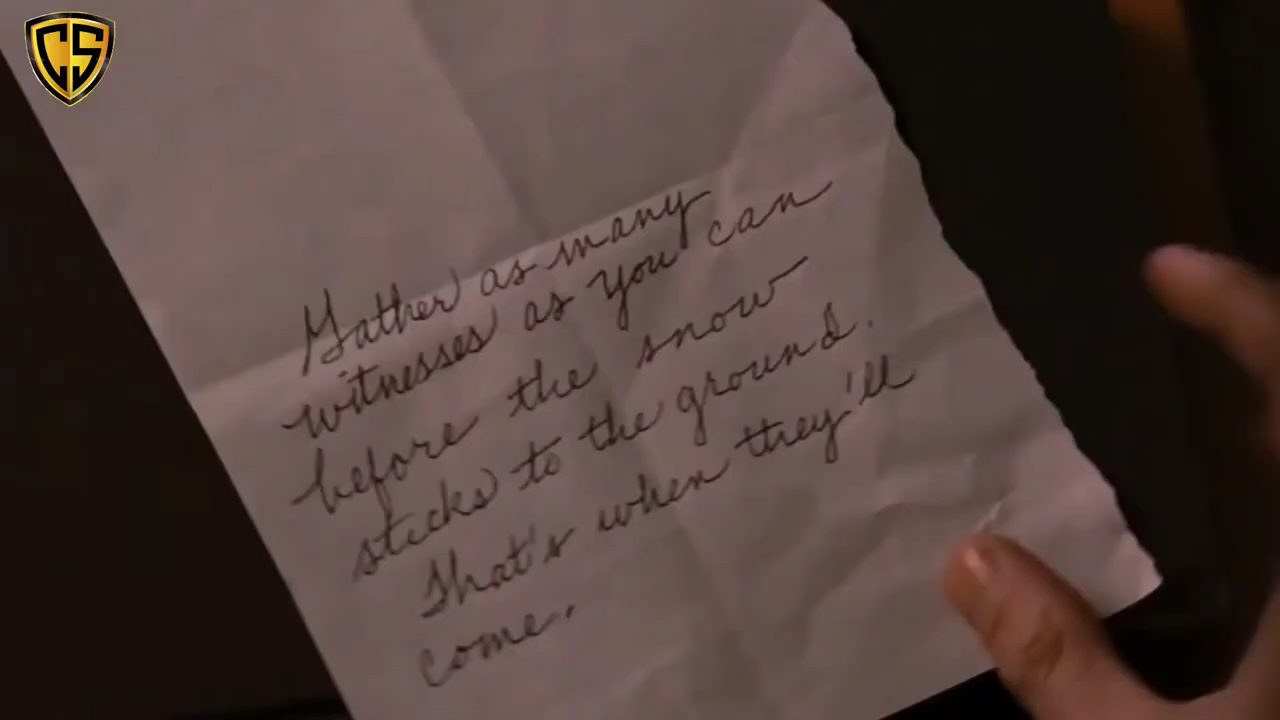 CS
Gather as many
witnesses as you can
before the snow
sticks to the ground.
That's when they'll
come.